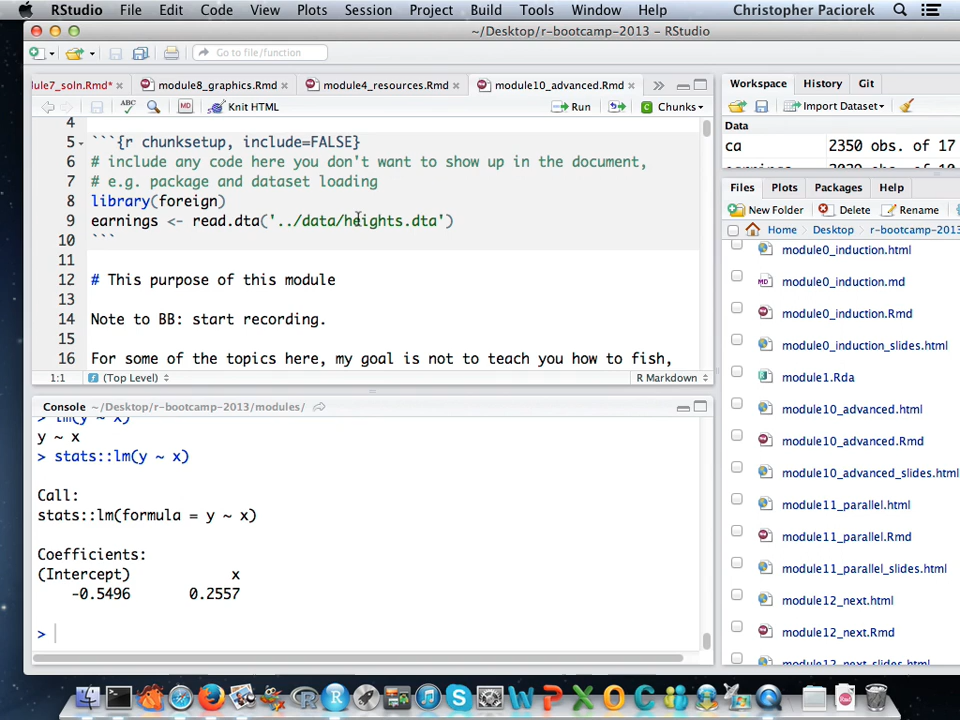 RStudio File Edit Code View Plots Session Project Build Tools Window Help Christopher Paciorek
~/Desktop/r-bootcamp-2013 - RStudio
Go to file/function
module8_graphics.Rmd × module4_resources.Rmd × module10_advanced.Rmd ×
MD Knit HTML Run Chunks
4
5 ```{r chunksetup, include=FALSE}
6 # include any code here you don't want to show up in the document,
7 # e.g. package and dataset loading
8 library(foreign)
9 earnings <- read.dta('../data/heights.dta')
10 ```
11
12 # This purpose of this module
13
14 Note to BB: start recording.
15
16 For some of the topics here, my goal is not to teach you how to fish,
1:1 (Top Level) R Markdown
Console ~/Desktop/r-bootcamp-2013/modules/
> lm(y ~ x)
y ~ x
> stats::lm(y ~ x)
Call:
stats::lm(formula = y ~ x)
Coefficients:
(Intercept) x
-0.5496 0.2557
>
Workspace History Git
Import Dataset
Data
ca 2350 obs. of 17
Files Plots Packages Help
New Folder Delete Rename
Home Desktop r-bootcamp-2013
module0_induction.html
module0_induction.md
module0_induction.Rmd
module0_induction_slides.html
module1.Rda
module10_advanced.html
module10_advanced.Rmd
module10_advanced_slides.html
module11_parallel.html
module11_parallel.Rmd
module11_parallel_slides.html
module12_next.html
module12_next.Rmd
module12_next_slides.html